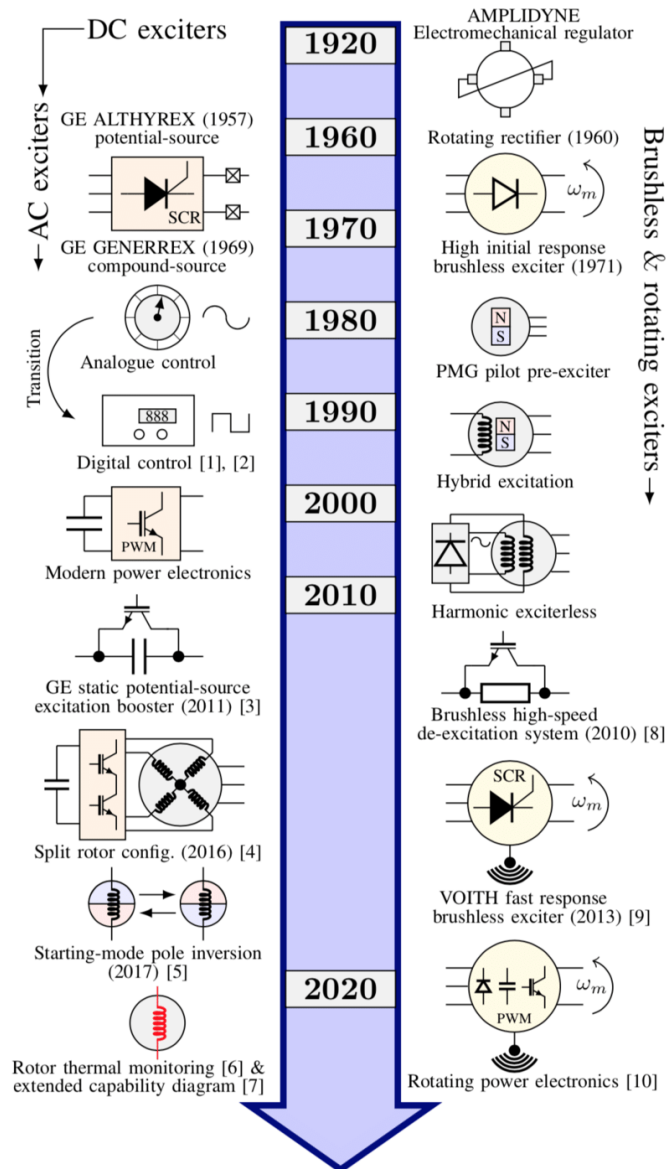 DC exciters
AC exciters
GE ALTHYREX (1957)
potential-source
SCR
GE GENERREX (1969)
compound-source
Analogue control
Transition
888
Digital control [1], [2]
PWM
Modern power electronics
GE static potential-source
excitation booster (2011) [3]
Split rotor config. (2016) [4]
Starting-mode pole inversion
(2017) [5]
Rotor thermal monitoring [6] &
extended capability diagram [7]
1920
1960
1970
1980
1990
2000
2010
2020
AMPLIDYNE
Electromechanical regulator
Rotating rectifier (1960)
ωm
High initial response
brushless exciter (1971)
N
S
PMG pilot pre-exciter
N
S
Hybrid excitation
Harmonic exciterless
Brushless high-speed
de-excitation system (2010) [8]
SCR
ωm
VOITH fast response
brushless exciter (2013) [9]
ωm
PWM
Rotating power electronics [10]
Brushless & rotating exciters